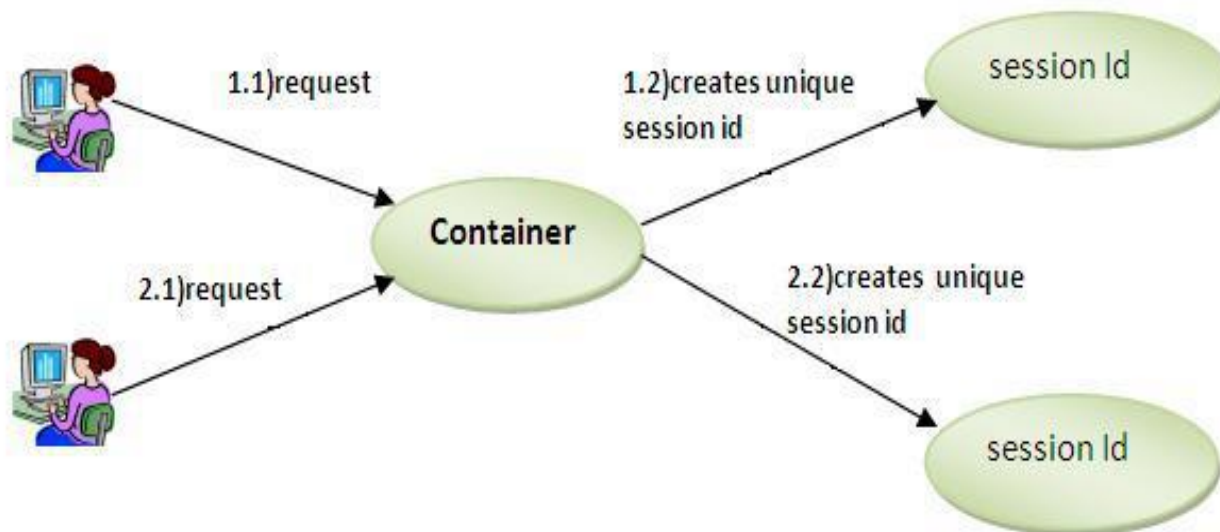 1.1)request
1.2)creates unique
session id
session Id
Container
2.1)request
2.2)creates unique
session id
session Id